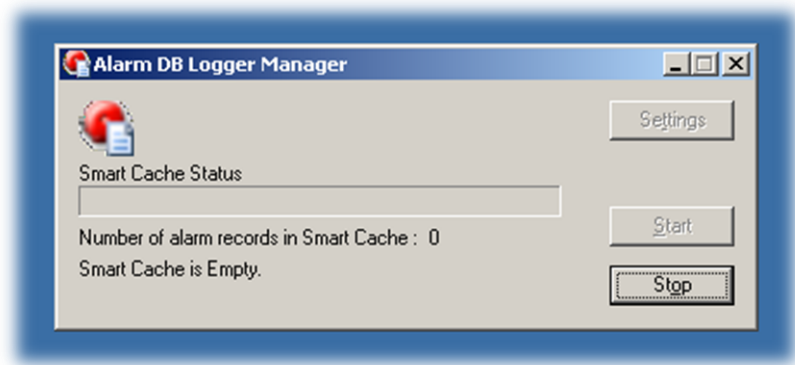 Alarm DB Logger Manager
Settings
Smart Cache Status
Number of alarm records in Smart Cache : 0
Start
Smart Cache is Empty.
Stop